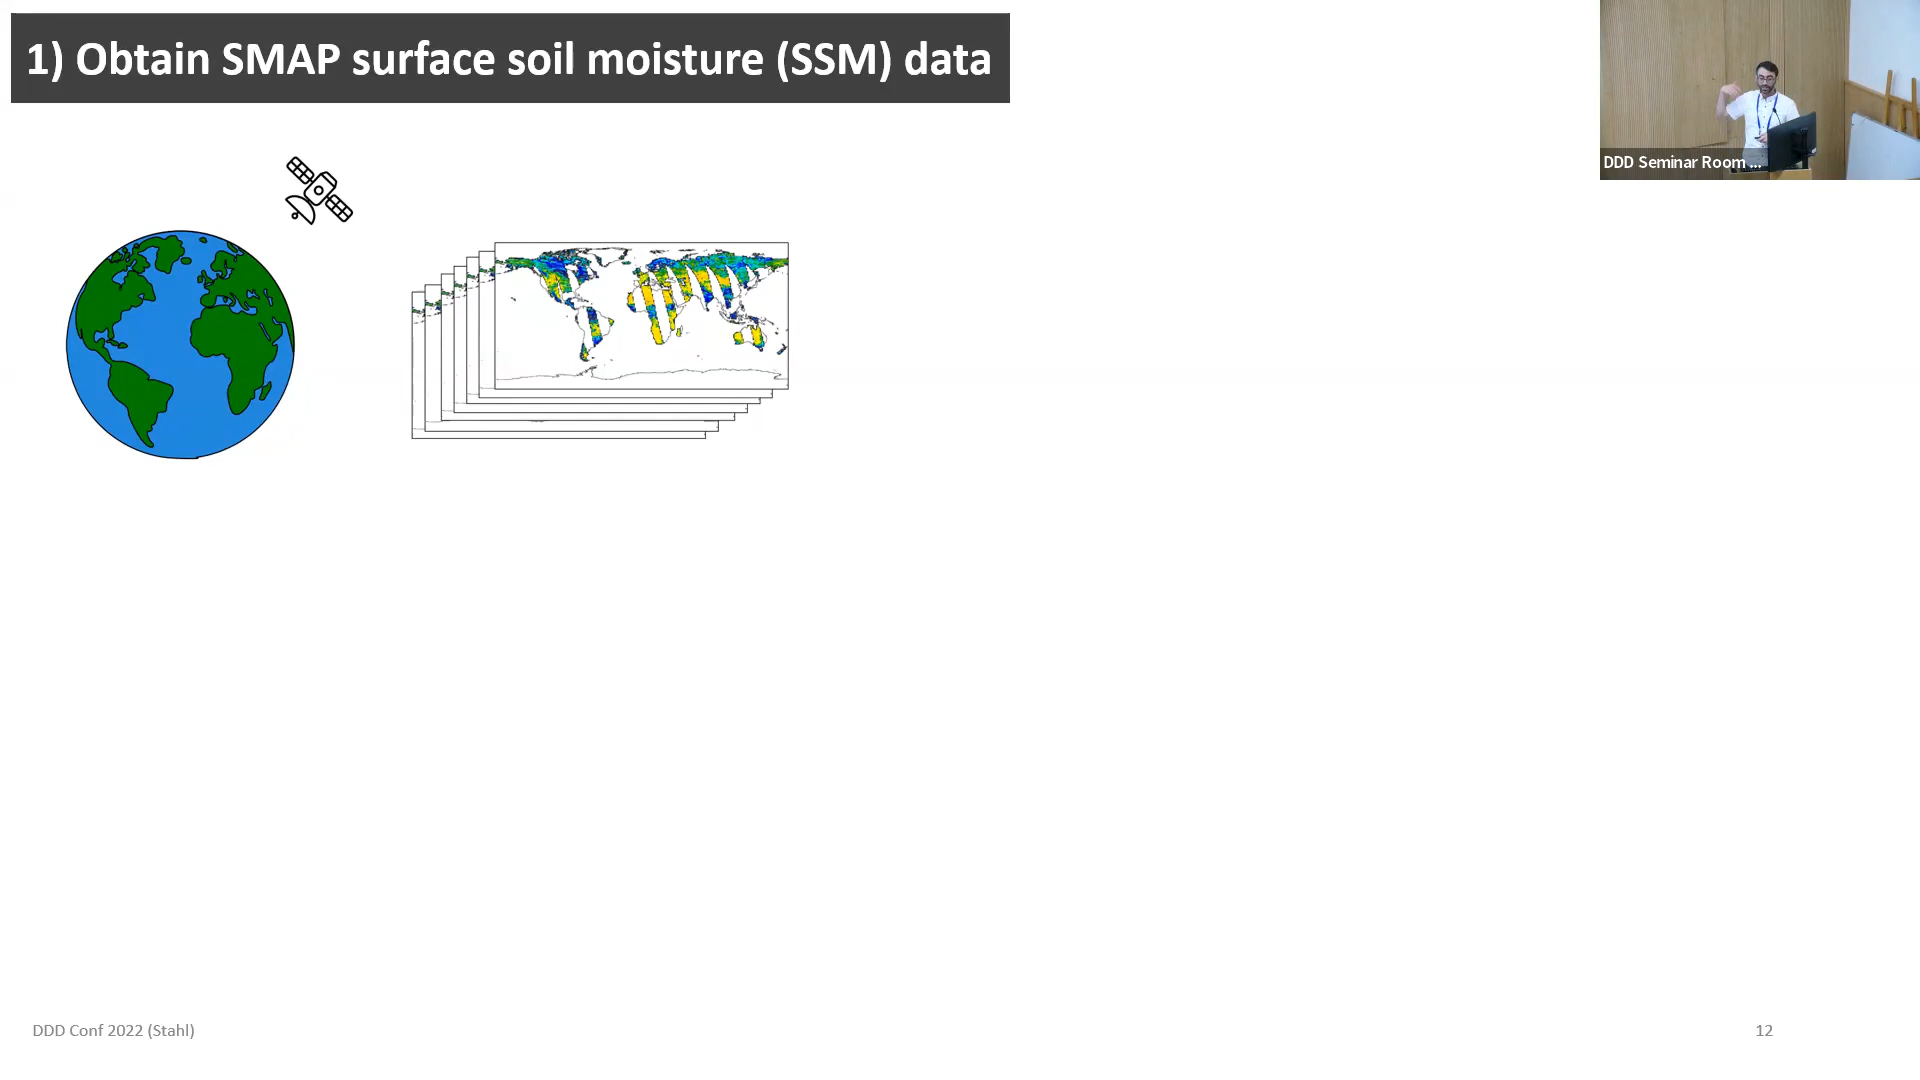 1) Obtain SMAP surface soil moisture (SSM) data
DDD Seminar Room ...
DDD Conf 2022 (Stahl)
12